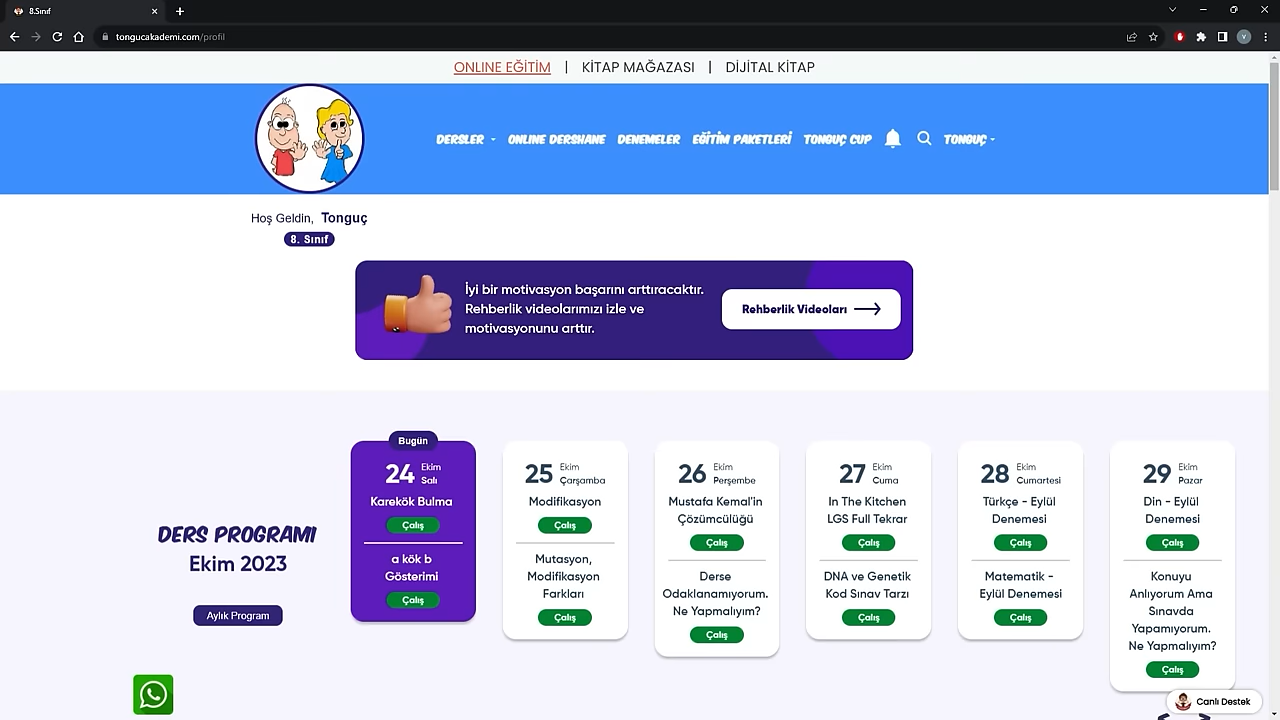 8.Sınıf
tongucakademi.com/profil
V
ONLINE EĞİTİM | KİTAP MAĞAZASI | DİJİTAL KİTAP
DERSLER ONLINE DERSHANE DENEMELER EĞİTİM PAKETLERİ TONGUÇ CUP TONGUÇ
Hoş Geldin, Tonguç
8. Sınıf
İyi bir motivasyon başarını arttıracaktır.
Rehberlik videolarımızı izle ve
motivasyonunu arttır.
Rehberlik Videoları
DERS PROGRAMI
Ekim 2023
Aylık Program
Bugün
24 Ekim
Salı
Karekök Bulma
Çalış
a kök b
Gösterimi
Çalış
25 Ekim
Çarşamba
Modifikasyon
Çalış
Mutasyon,
Modifikasyon
Farkları
Çalış
26 Ekim
Perşembe
Mustafa Kemal'in
Çözümcülüğü
Çalış
Derse
Odaklanamıyorum.
Ne Yapmalıyım?
Çalış
27 Ekim
Cuma
In The Kitchen
LGS Full Tekrar
Çalış
DNA ve Genetik
Kod Sınav Tarzı
Çalış
28 Ekim
Cumartesi
Türkçe - Eylül
Denemesi
Çalış
Matematik -
Eylül Denemesi
Çalış
29 Ekim
Pazar
Din - Eylül
Denemesi
Çalış
Konuyu
Anlıyorum Ama
Sınavda
Yapamıyorum.
Ne Yapmalıyım?
Çalış
Canlı Destek